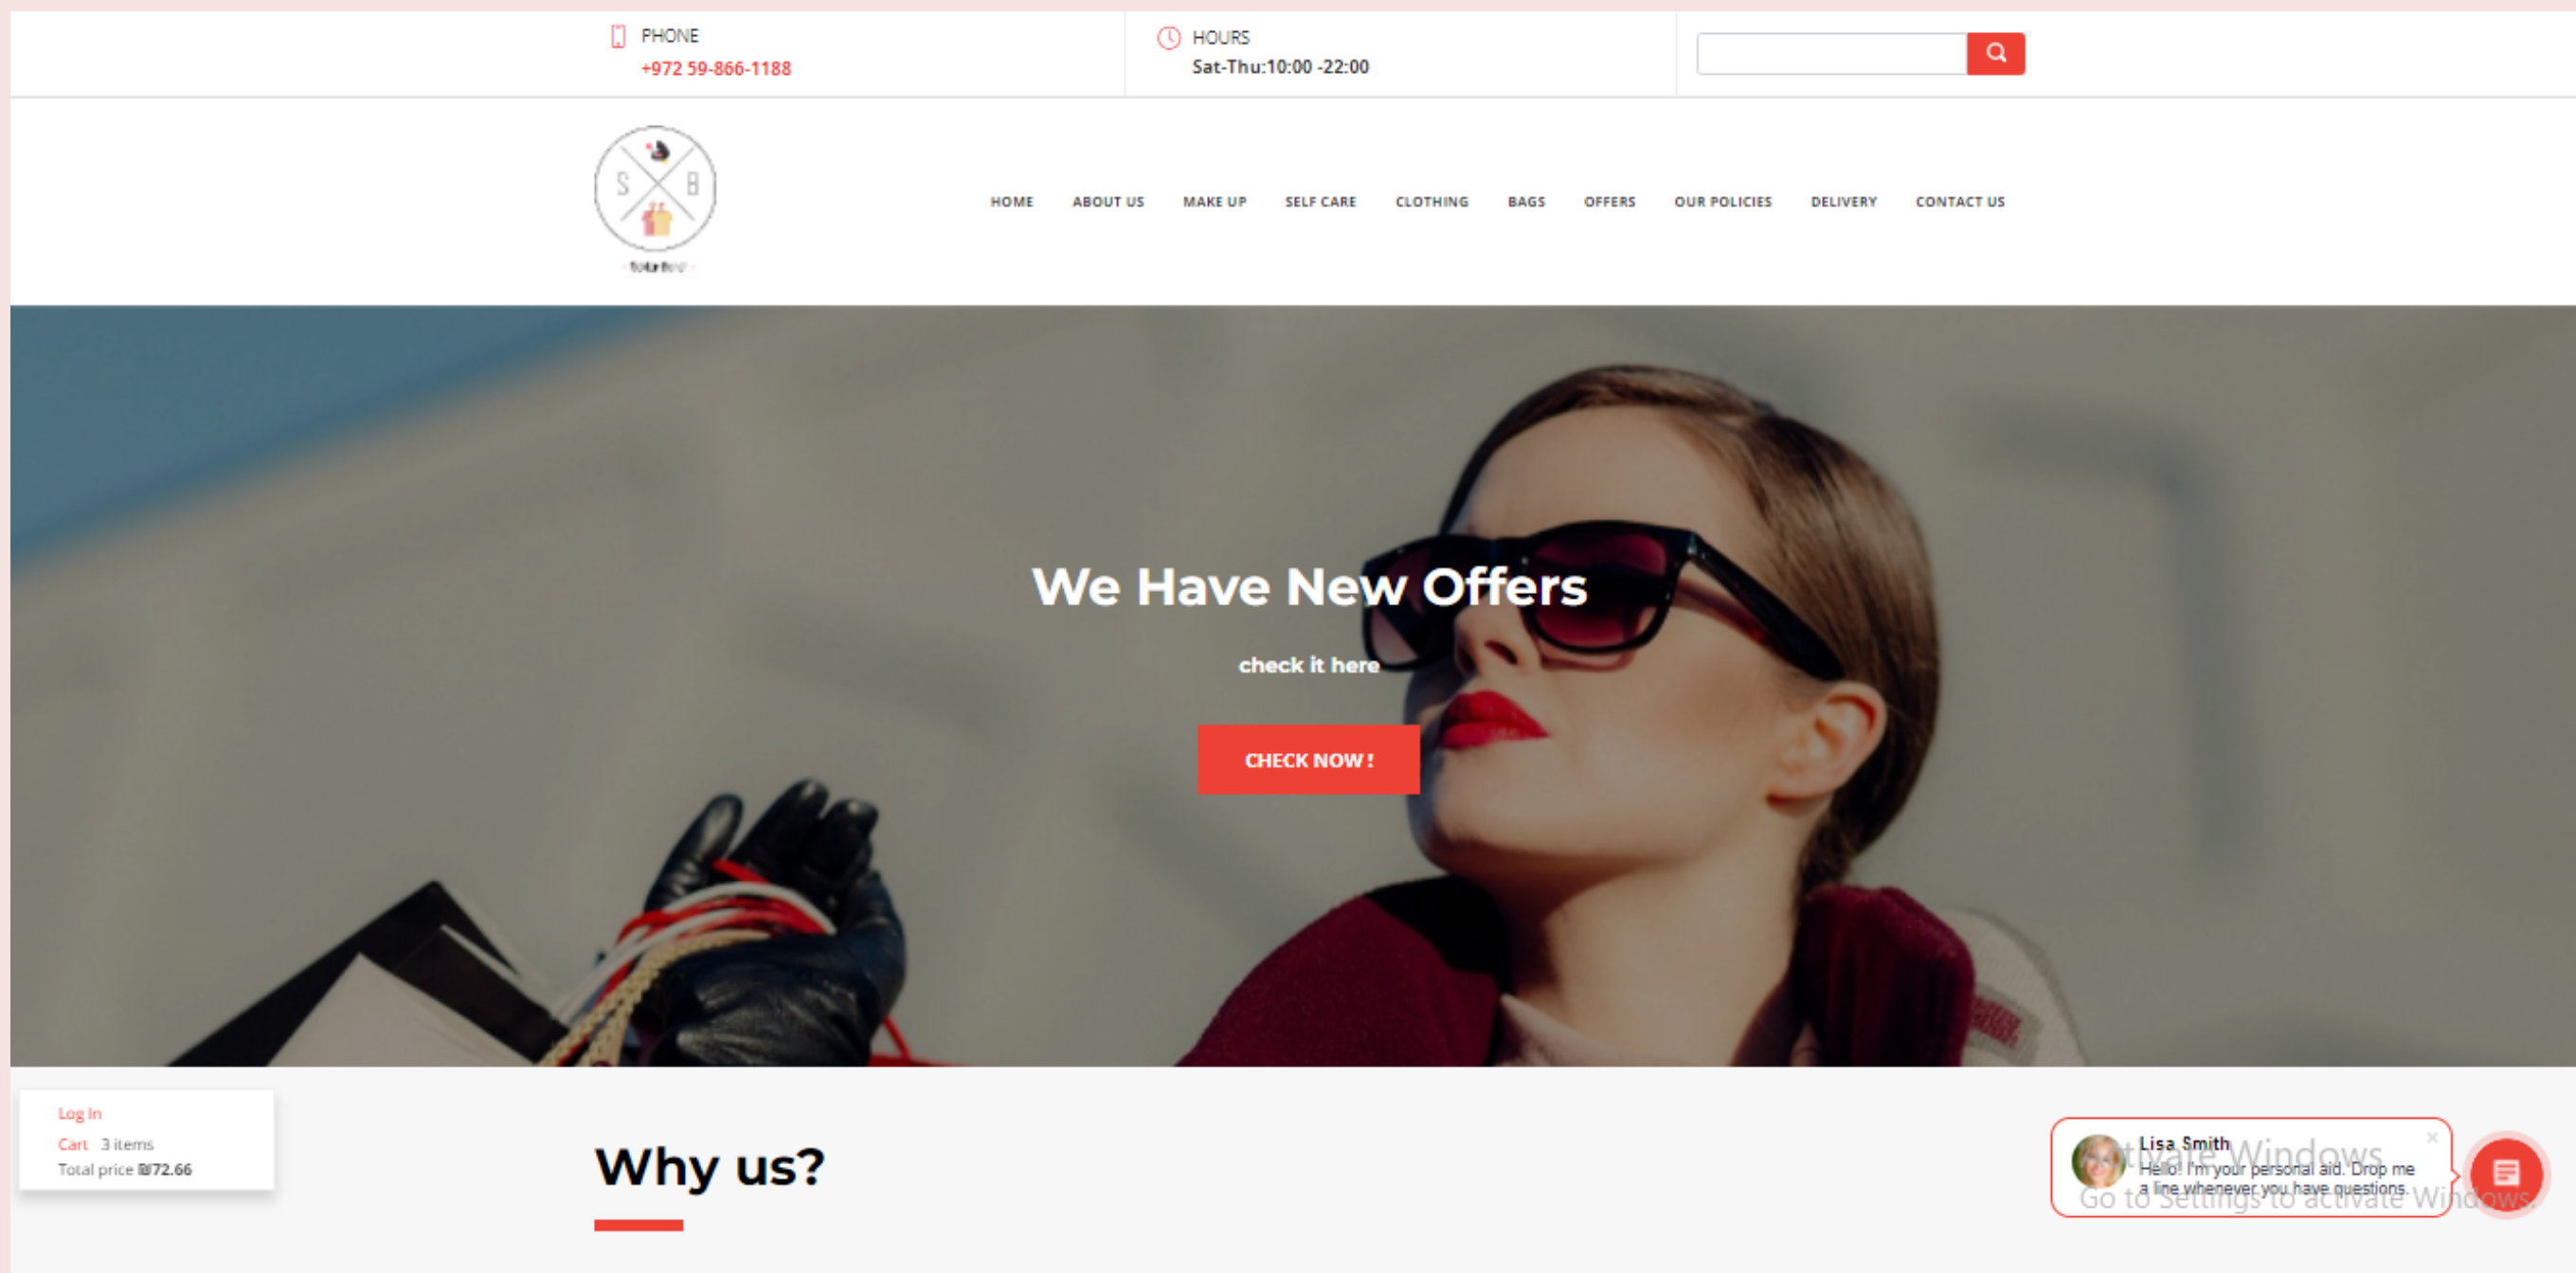 PHONE
+972 59-866-1188
HOURS
Sat-Thu:10:00 -22:00
S B
HOME ABOUT US MAKE UP SELF CARE CLOTHING BAGS OFFERS OUR POLICIES DELIVERY CONTACT US
We Have New Offers
check it here
CHECK NOW !
Log In
Cart 3 items
Total price ₪72.66
Why us?
Lisa Smith
Hello! I'm your personal aid. Drop me
a line whenever you have questions.
Activate Windows
Go to Settings to activate Windows.